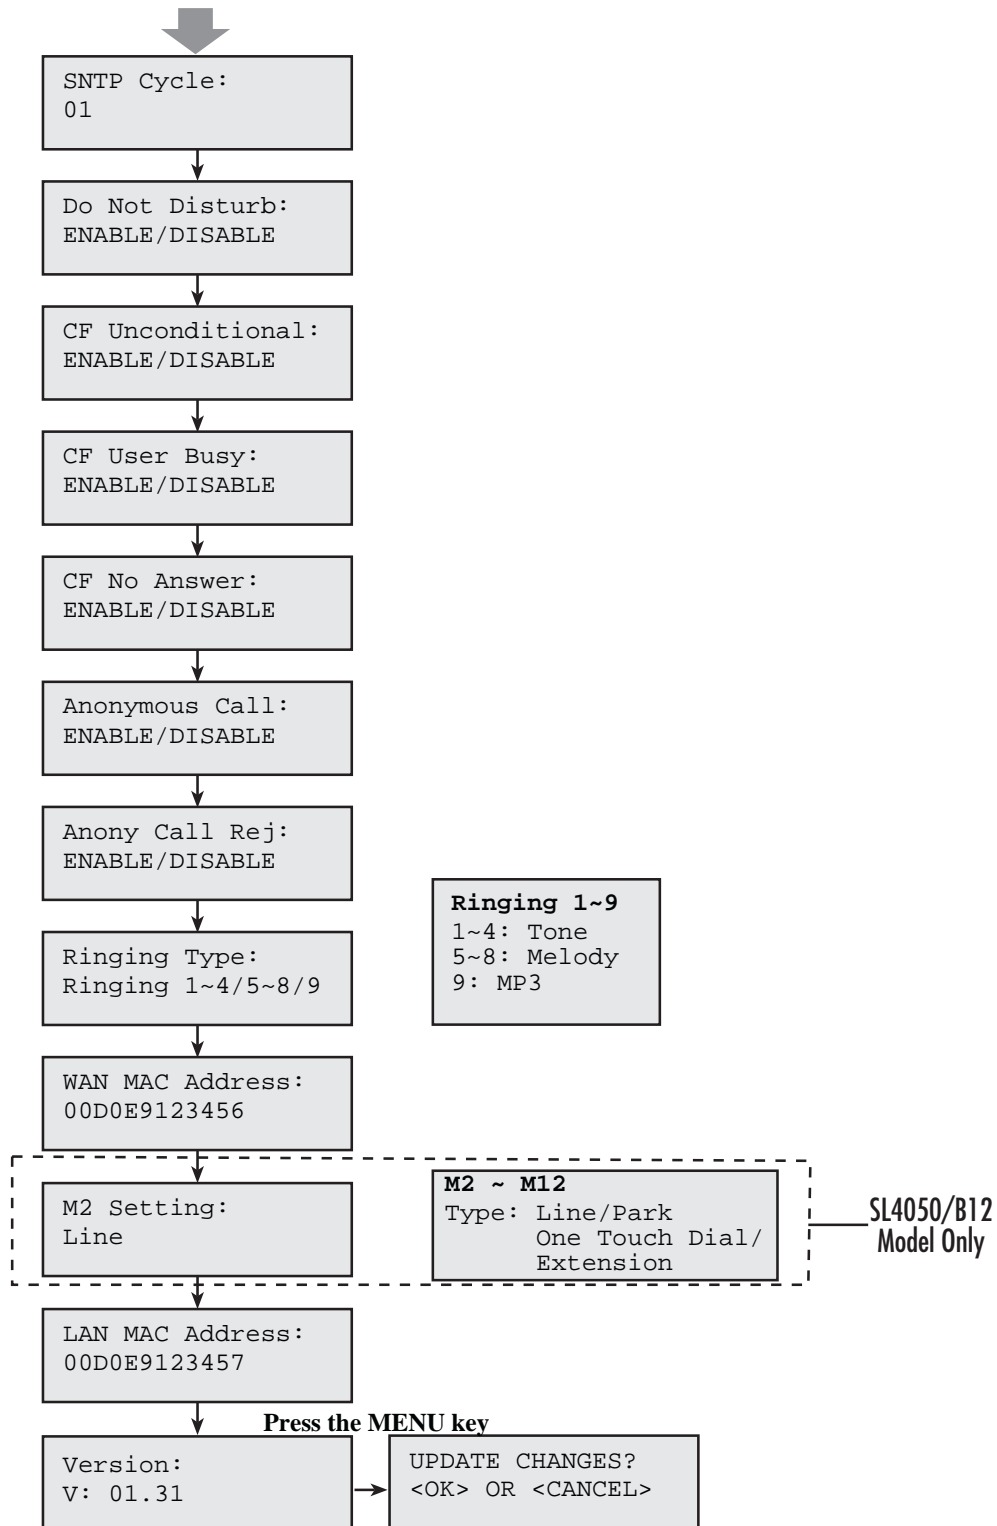 SNTP Cycle:
01
Do Not Disturb:
ENABLE/DISABLE
CF Unconditional:
ENABLE/DISABLE
CF User Busy:
ENABLE/DISABLE
CF No Answer:
ENABLE/DISABLE
Anonymous Call:
ENABLE/DISABLE
Anony Call Rej:
ENABLE/DISABLE
Ringing Type:
Ringing 1~4/5~8/9
Ringing 1~9
1~4: Tone
5~8: Melody
9: MP3
WAN MAC Address:
00D0E9123456
M2 Setting:
Line
M2 ~ M12
Type: Line/Park
One Touch Dial/
Extension
SL4050/B12
Model Only
LAN MAC Address:
00D0E9123457
Press the MENU key
Version:
V: 01.31
UPDATE CHANGES?
<OK> OR <CANCEL>